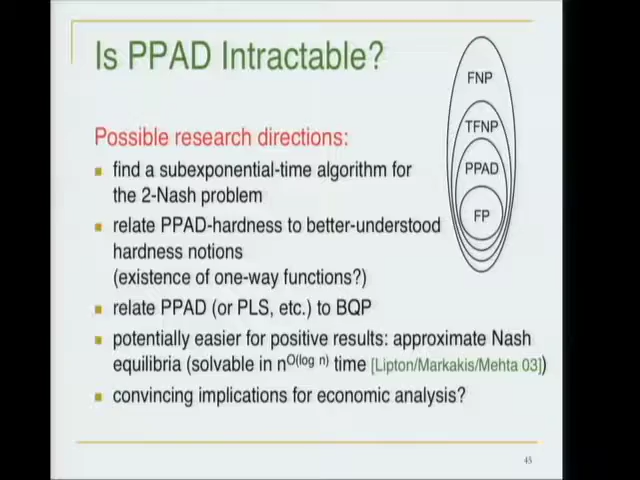 Is PPAD Intractable?
Possible research directions:
find a subexponential-time algorithm for
the 2-Nash problem
relate PPAD-hardness to better-understood
hardness notions
(existence of one-way functions?)
relate PPAD (or PLS, etc.) to BQP
potentially easier for positive results: approximate Nash
equilibria (solvable in n^O(log n) time [Lipton/Markakis/Mehta 03])
convincing implications for economic analysis?
FNP
TFNP
PPAD
FP
45